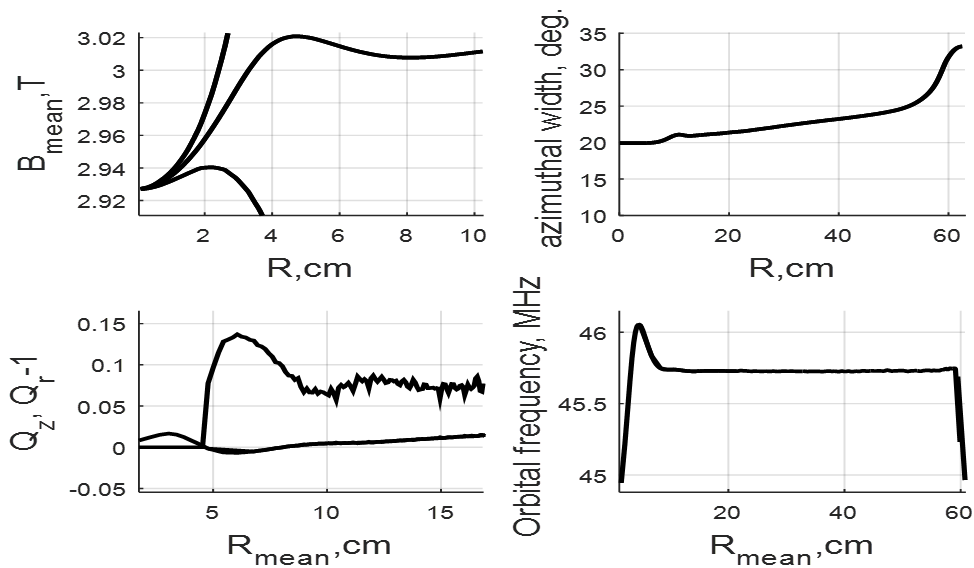 3.02
3
2.98
2.96
2.94
2.92
B_mean,T
2 4 6 8 10
R,cm
35
30
25
20
15
10
azimuthal width, deg.
0 20 40 60
R,cm
0.15
0.1
0.05
0
-0.05
Q_z, Q_r-1
5 10 15
R_mean,cm
46
45.5
45
Orbital frequency, MHz
20 40 60
R_mean,cm